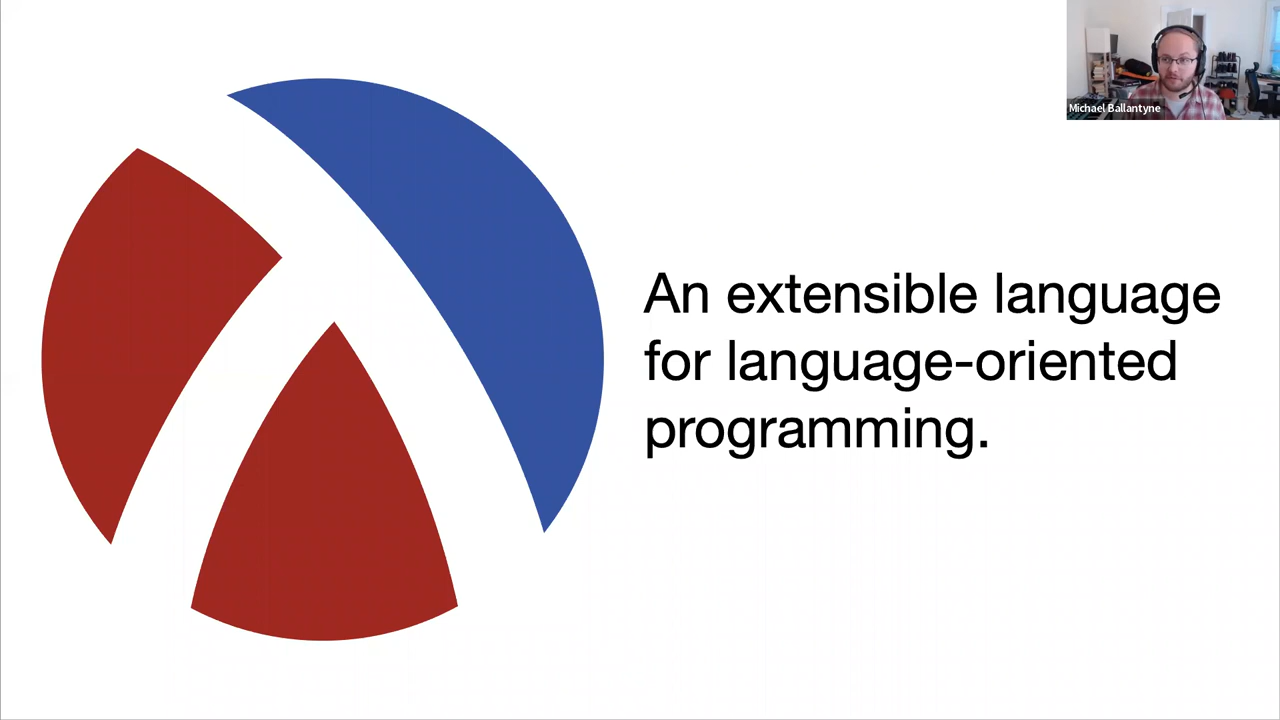 Michael Ballantyne
An extensible language
for language-oriented
programming.